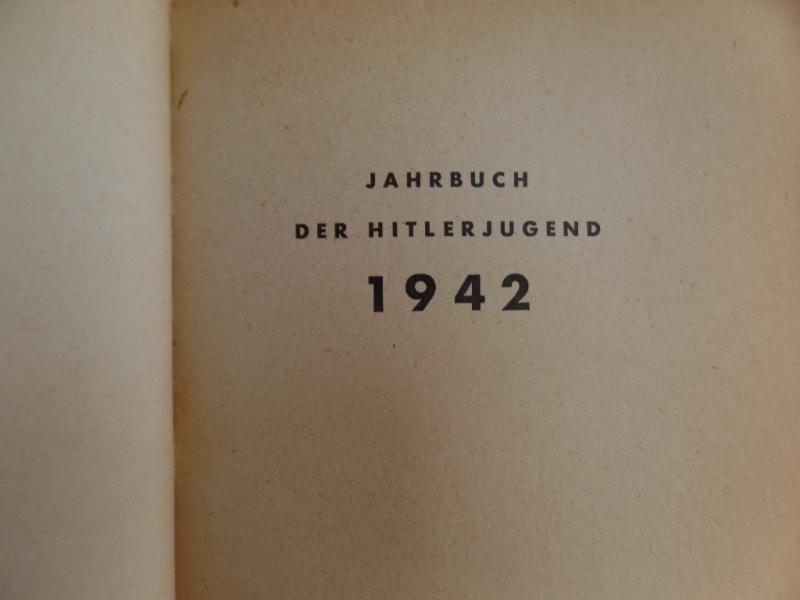 JAHRBUCH
DER HITLERJUGEND
1942